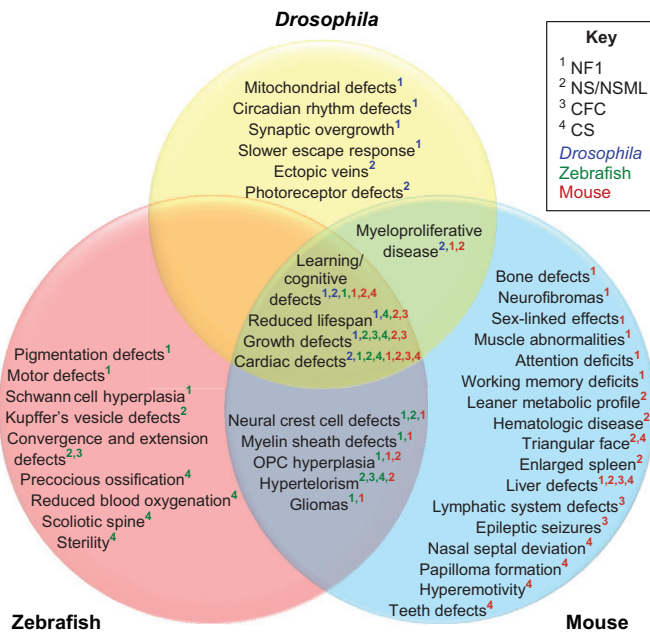 Drosophila
Key
¹ NF1
² NS/NSML
³ CFC
⁴ CS
Drosophila
Zebrafish
Mouse
Mitochondrial defects¹
Circadian rhythm defects¹
Synaptic overgrowth¹
Slower escape response¹
Ectopic veins²
Photoreceptor defects²
Myeloproliferative
disease²,¹,²
Learning/
cognitive
defects¹,²,¹,¹,²,⁴
Reduced lifespan¹,⁴,²,³
Growth defects¹,²,³,⁴,²,³
Cardiac defects²,¹,²,⁴,¹,²,³,⁴
Pigmentation defects¹
Motor defects¹
Schwann cell hyperplasia¹
Kupffer's vesicle defects²
Convergence and extension
defects²,³
Precocious ossification⁴
Reduced blood oxygenation⁴
Scoliotic spine⁴
Sterility⁴
Neural crest cell defects¹,²,¹
Myelin sheath defects¹,¹
OPC hyperplasia¹,¹,²
Hypertelorism²,³,⁴,²
Gliomas¹,¹
Bone defects¹
Neurofibromas¹
Sex-linked effects¹
Muscle abnormalities¹
Attention deficits¹
Working memory deficits¹
Leaner metabolic profile²
Hematologic disease²
Triangular face²,⁴
Enlarged spleen²
Liver defects¹,²,³,⁴
Lymphatic system defects³
Epileptic seizures³
Nasal septal deviation⁴
Papilloma formation⁴
Hyperemotivity⁴
Teeth defects⁴
Zebrafish
Mouse